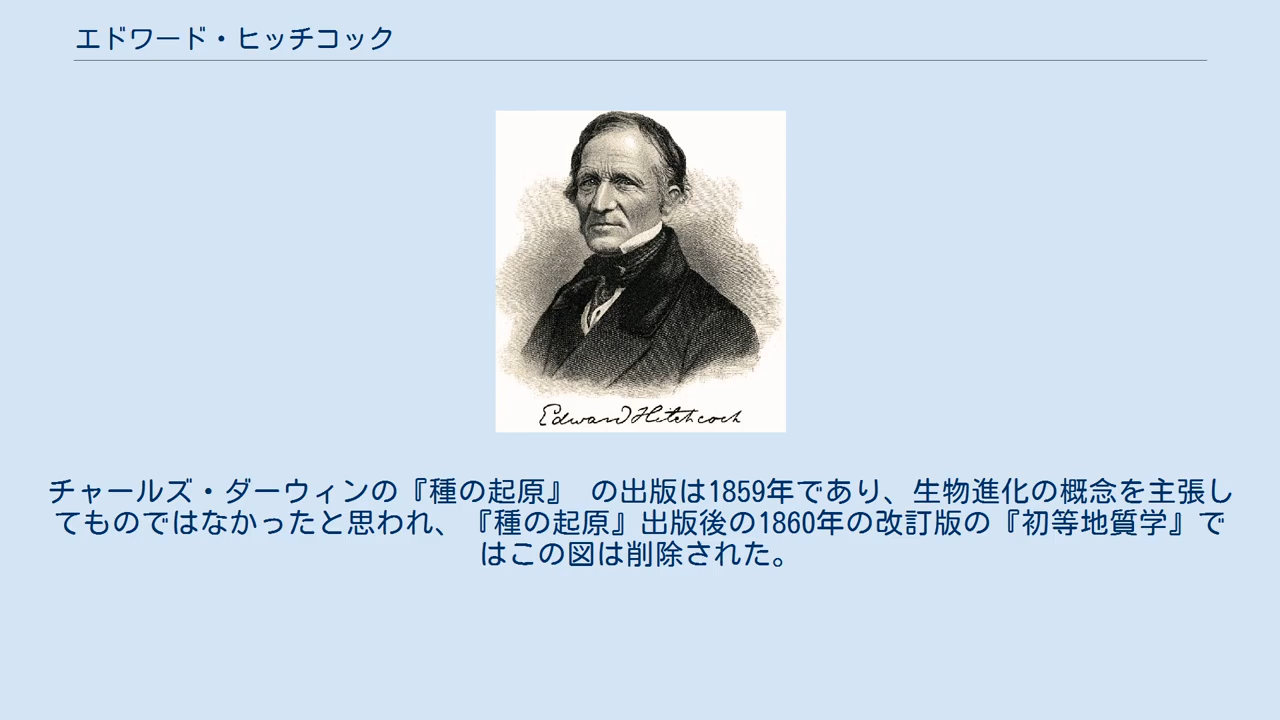 エドワード・ヒッチコック
Edward Hitchcock
チャールズ・ダーウィンの『種の起原』 の出版は1859年であり、生物進化の概念を主張し
てものではなかったと思われ、『種の起原』出版後の1860年の改訂版の『初等地質学』で
はこの図は削除された。